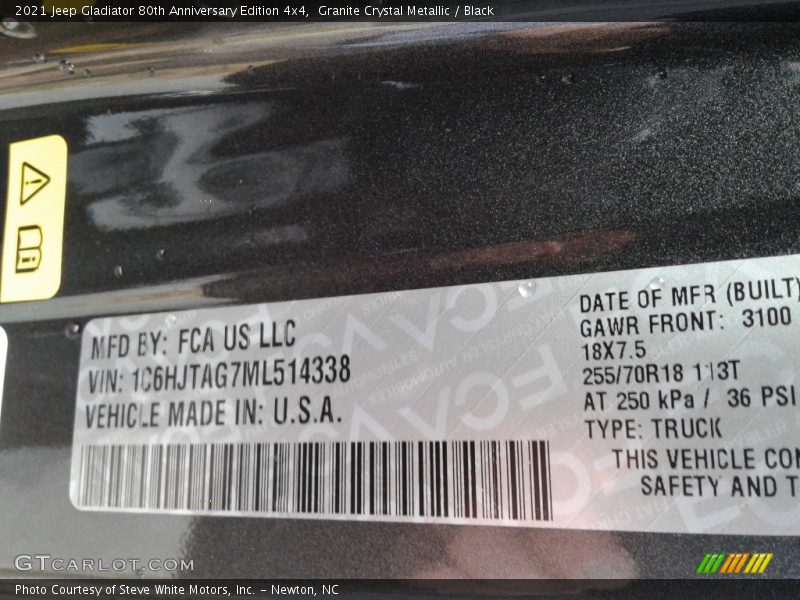 2021 Jeep Gladiator 80th Anniversary Edition 4x4,  Granite Crystal Metallic / Black
MFD BY: FCA US LLC
VIN: 1C6HJTAG7ML514338
VEHICLE MADE IN: U.S.A.
DATE OF MFR (BUILT)
GAWR FRONT: 3100
18X7.5
255/70R18 113T
AT 250 kPa / 36 PSI
TYPE: TRUCK
THIS VEHICLE CON
SAFETY AND T
GTCARLOT.COM
Photo Courtesy of Steve White Motors, Inc. – Newton, NC